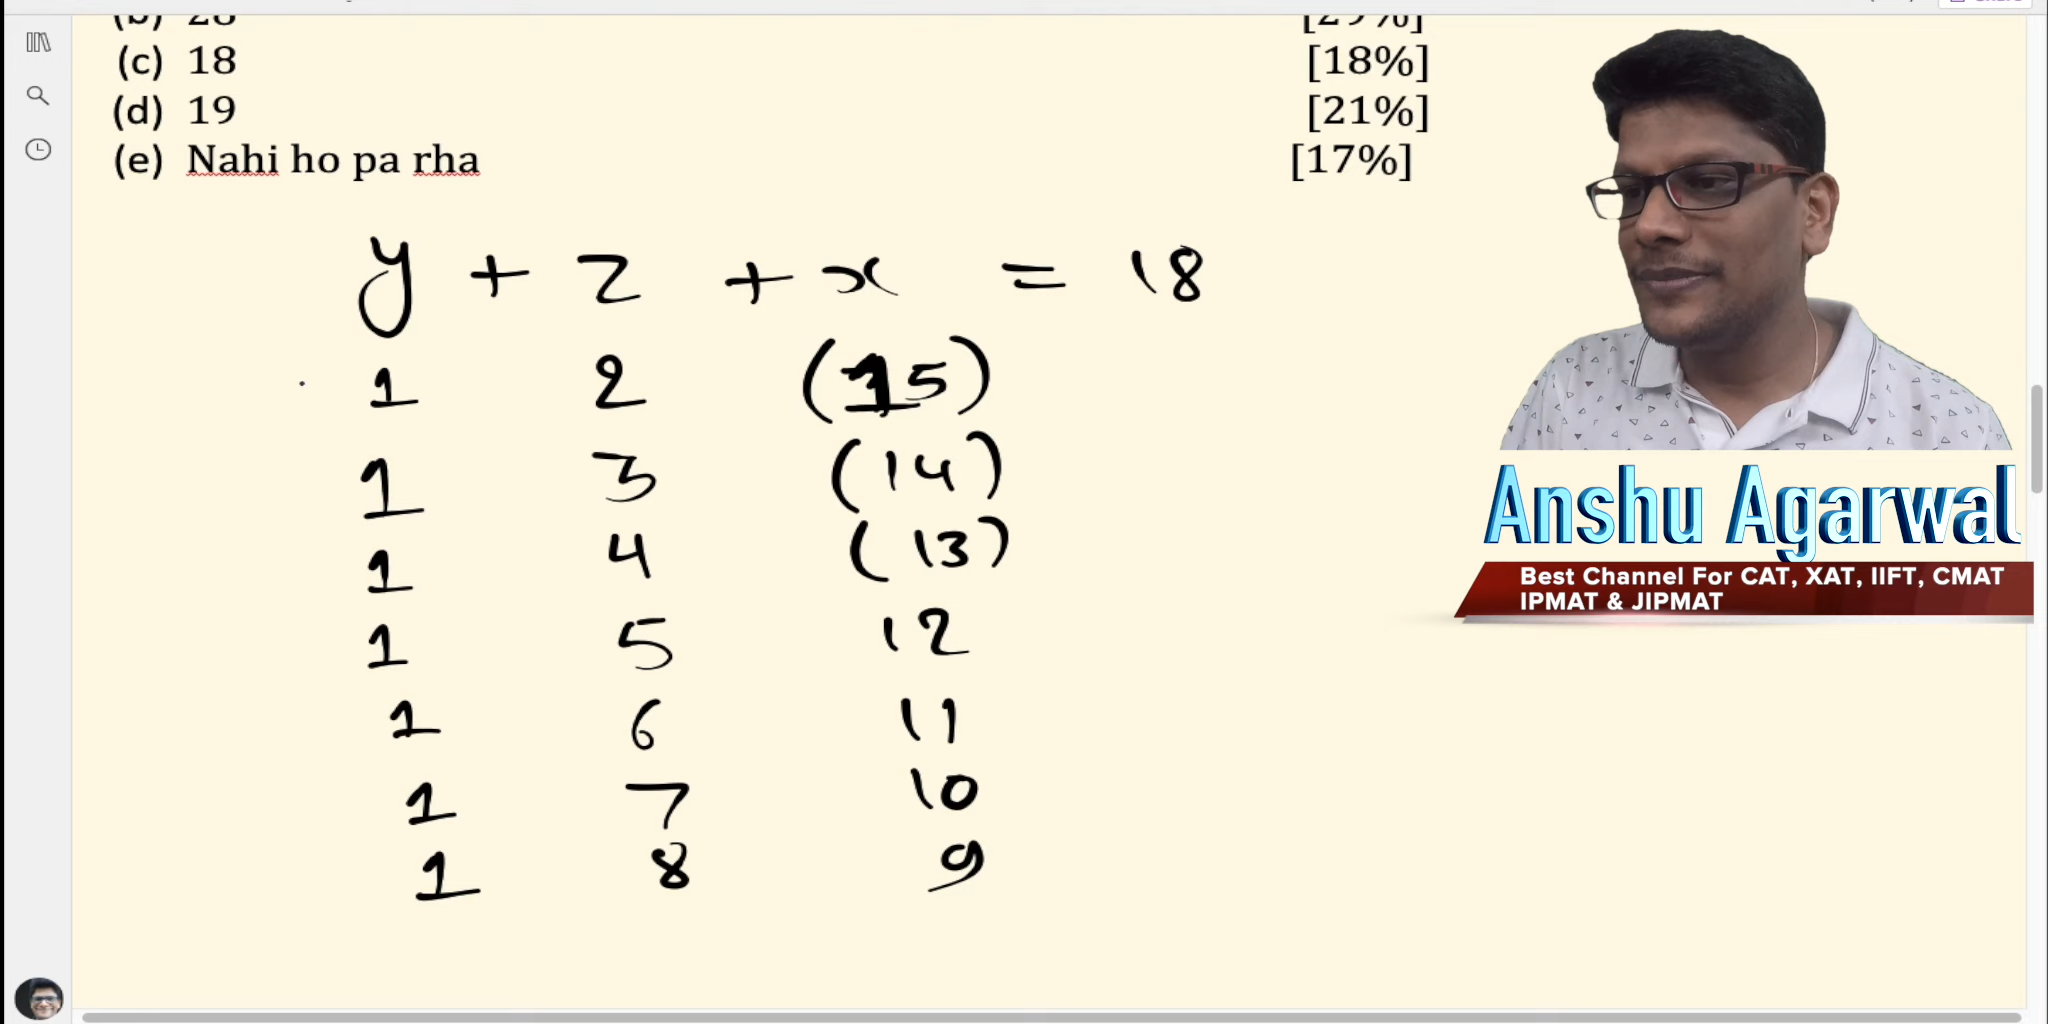 (b) 28 [29%]
(c) 18 [18%]
(d) 19 [21%]
(e) Nahi ho pa rha [17%]
y + z + x = 18
1 2 (15)
1 3 (14)
1 4 (13)
1 5 12
1 6 11
1 7 10
1 8 9
Anshu Agarwal
Best Channel For CAT, XAT, IIFT, CMAT
IPMAT & JIPMAT